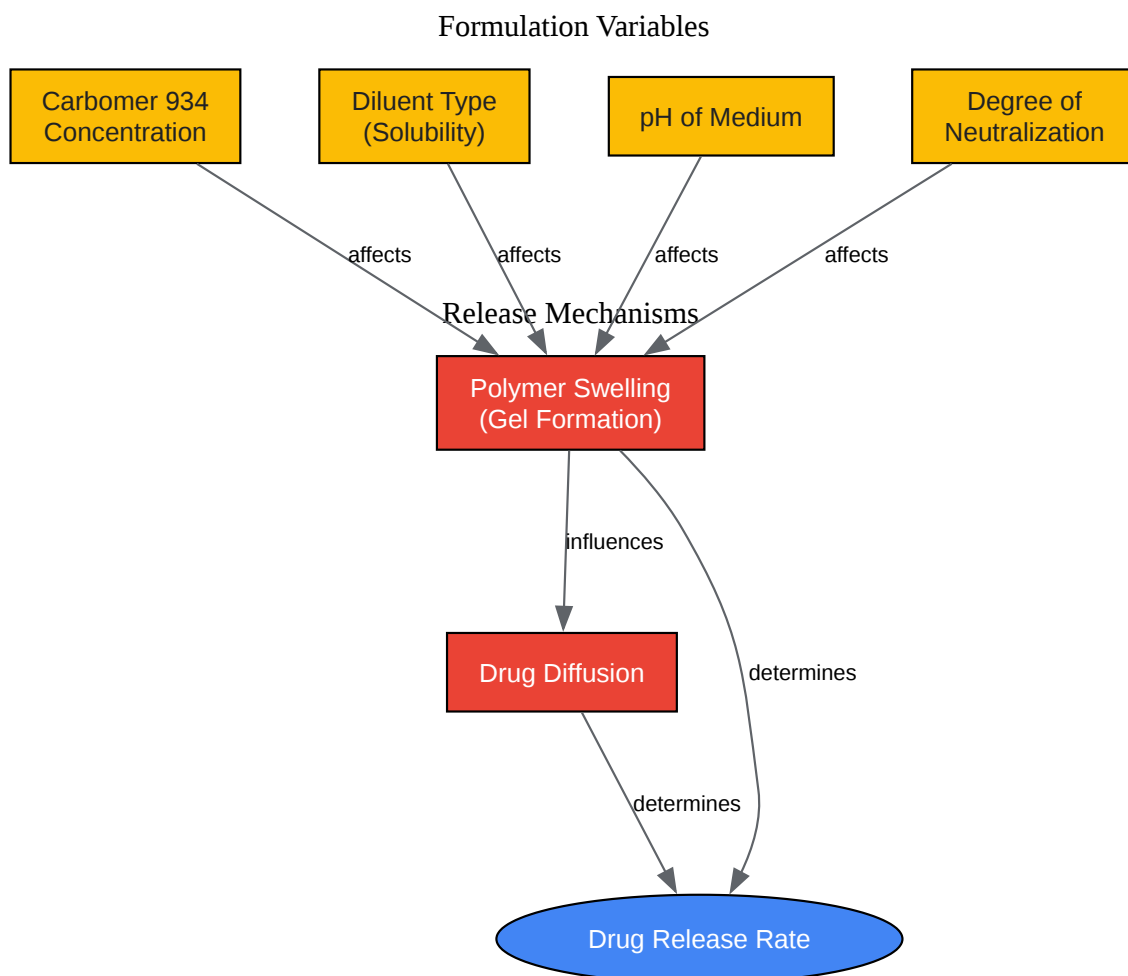 Formulation Variables
Carbomer 934
Concentration
Diluent Type
(Solubility)
pH of Medium
Degree of
Neutralization
affects
affects
affects
affects
Release Mechanisms
Polymer Swelling
(Gel Formation)
influences
Drug Diffusion
determines
determines
Drug Release Rate